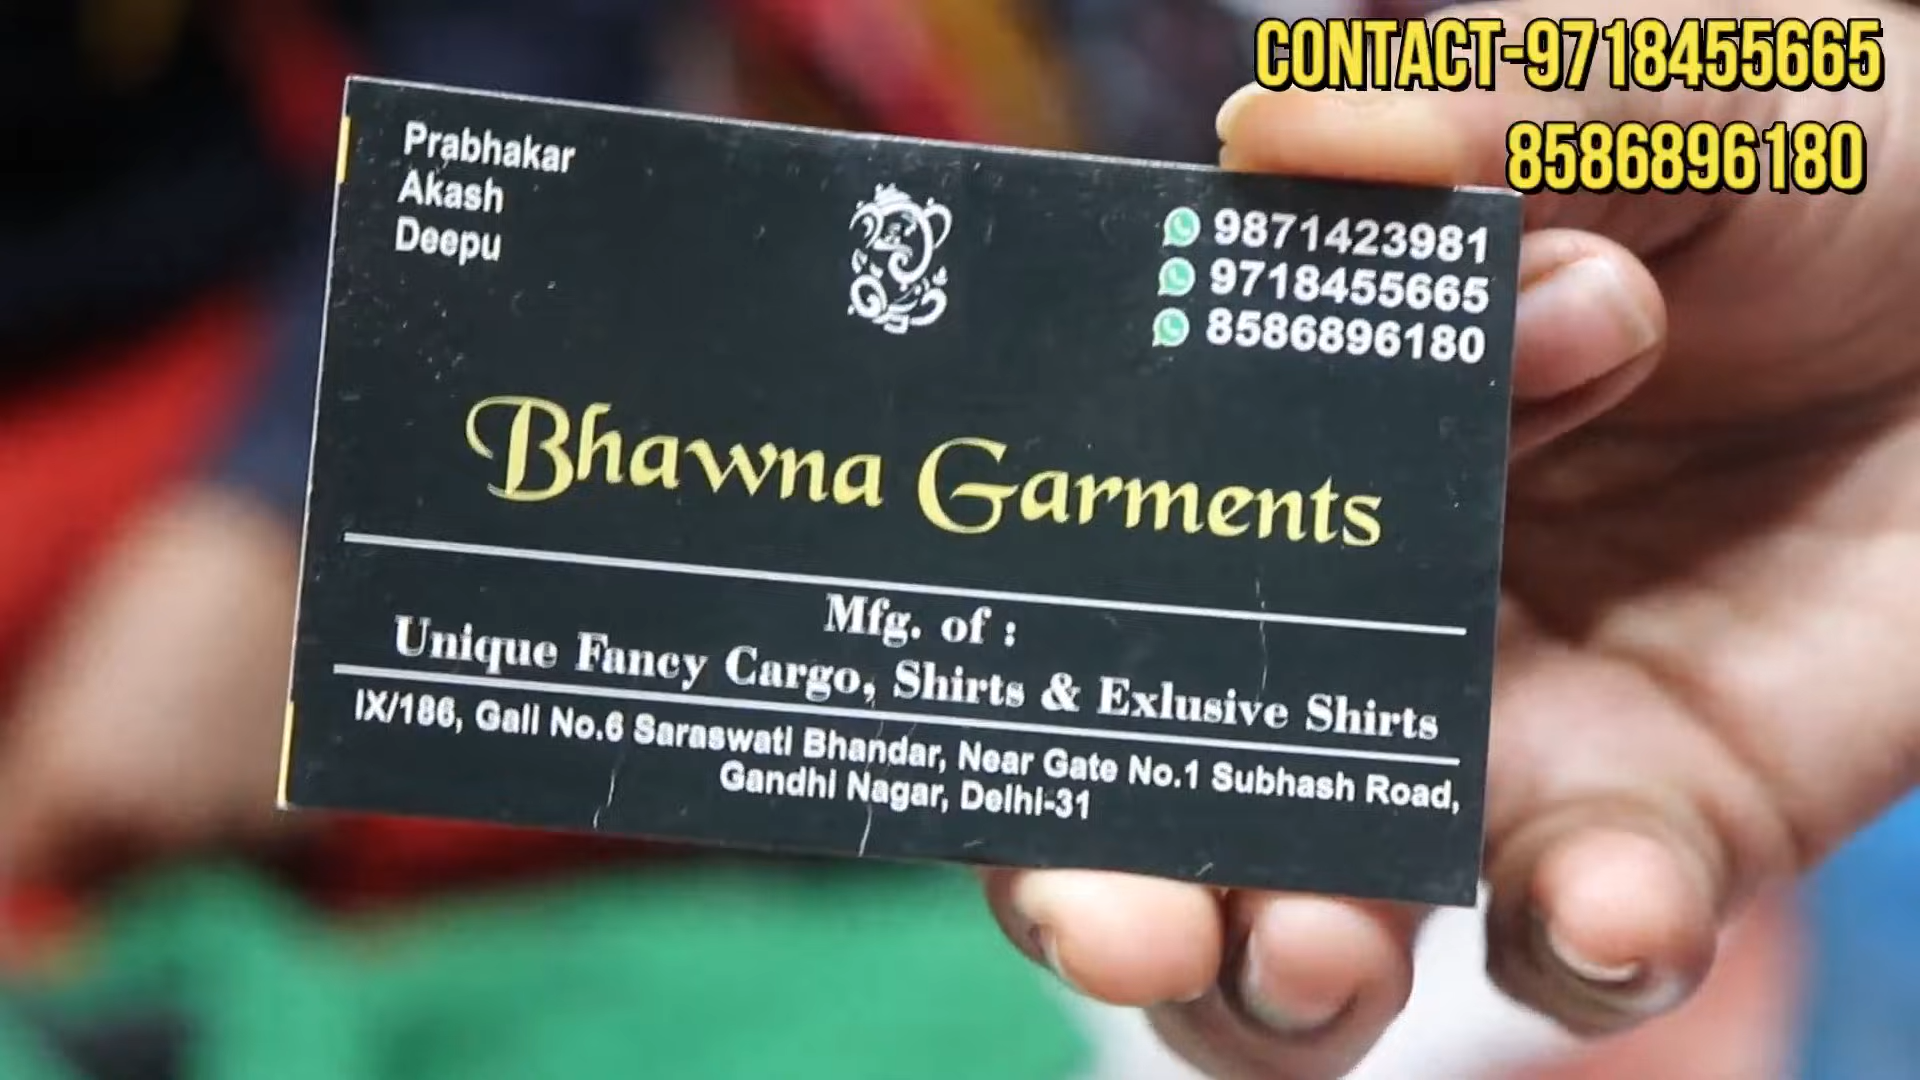 CONTACT-9718455665
8586896180
Prabhakar
Akash
Deepu
9871423981
9718455665
8586896180
Bhawna Garments
Mfg. of :
Unique Fancy Cargo, Shirts & Exlusive Shirts
IX/186, Gali No.6 Saraswati Bhandar, Near Gate No.1 Subhash Road,
Gandhi Nagar, Delhi-31